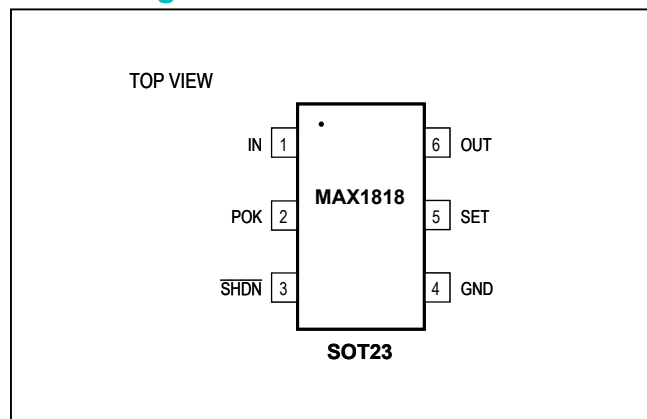 TOP VIEW
IN 1
6 OUT
MAX1818
POK 2
5 SET
SHDN 3
4 GND
SOT23